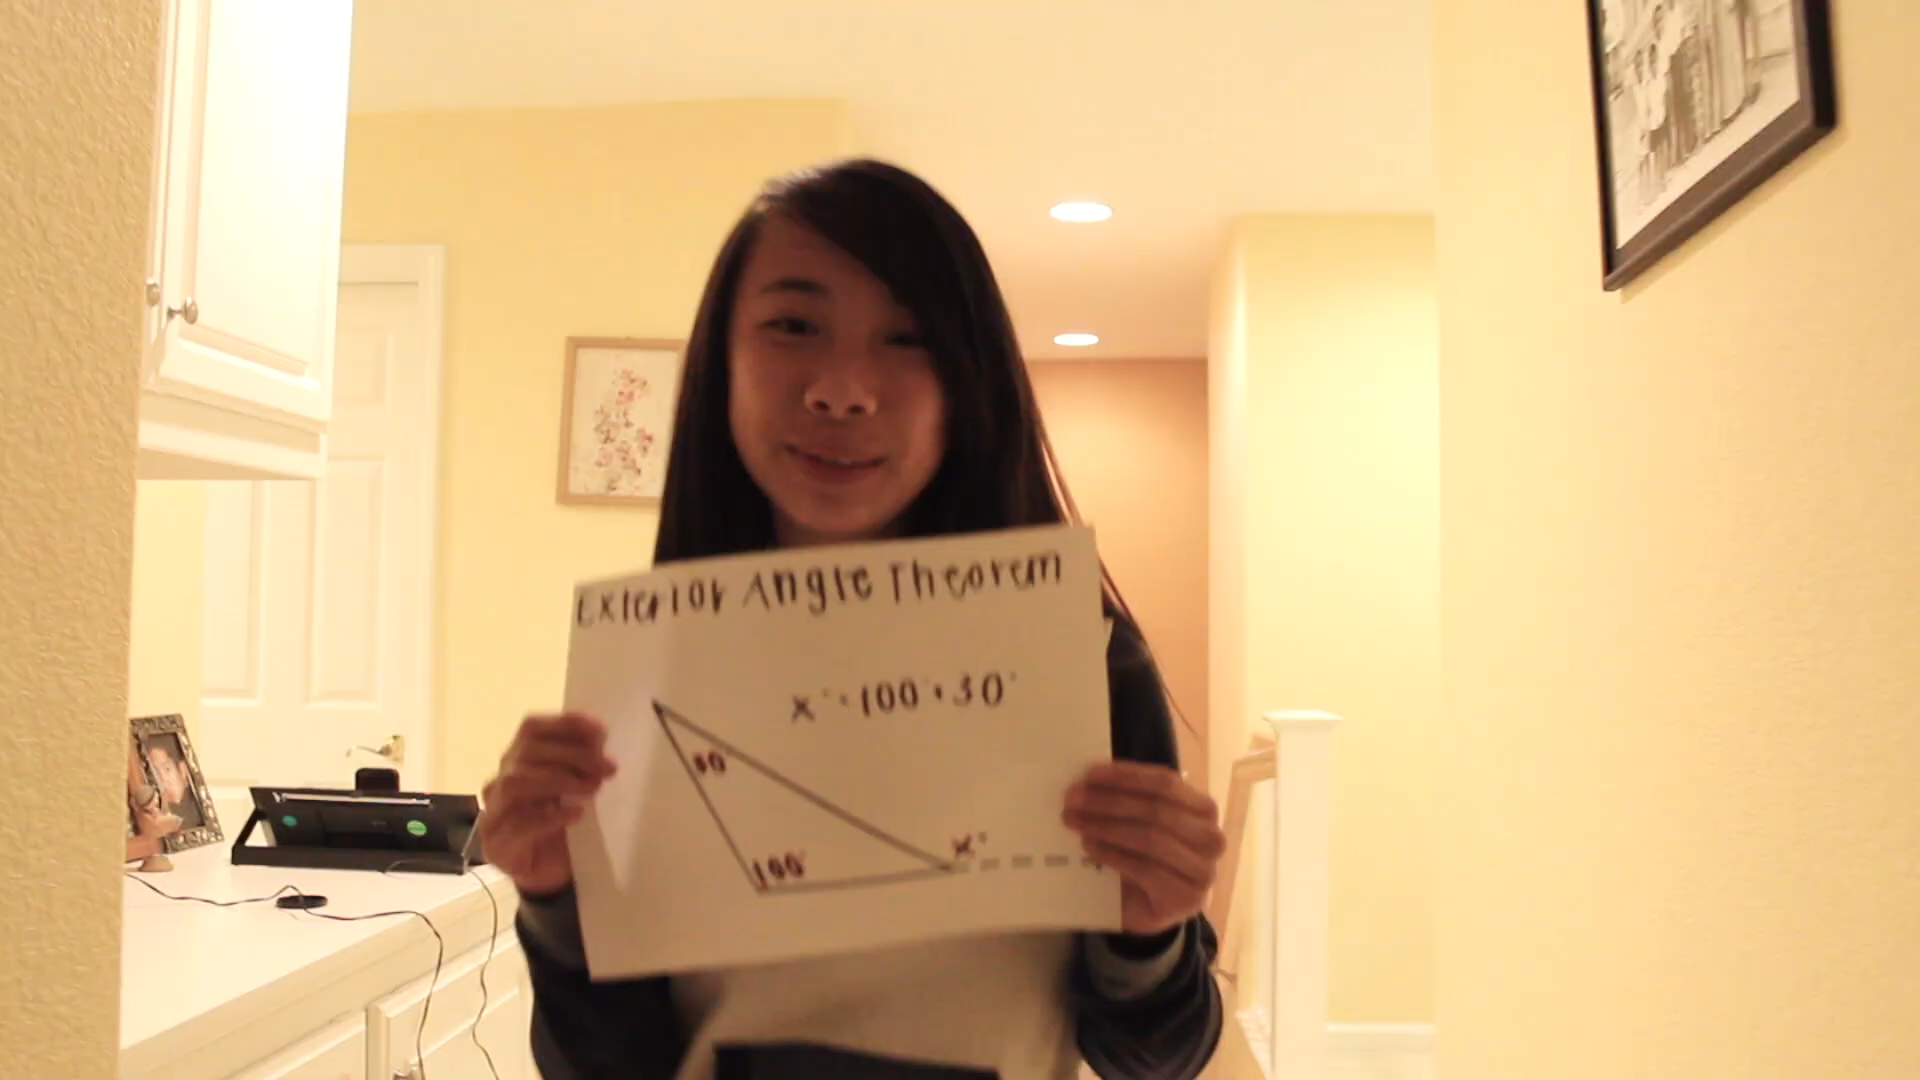 Exterior Angle Theorem
x° = 100° + 30°
30°
100°
x°